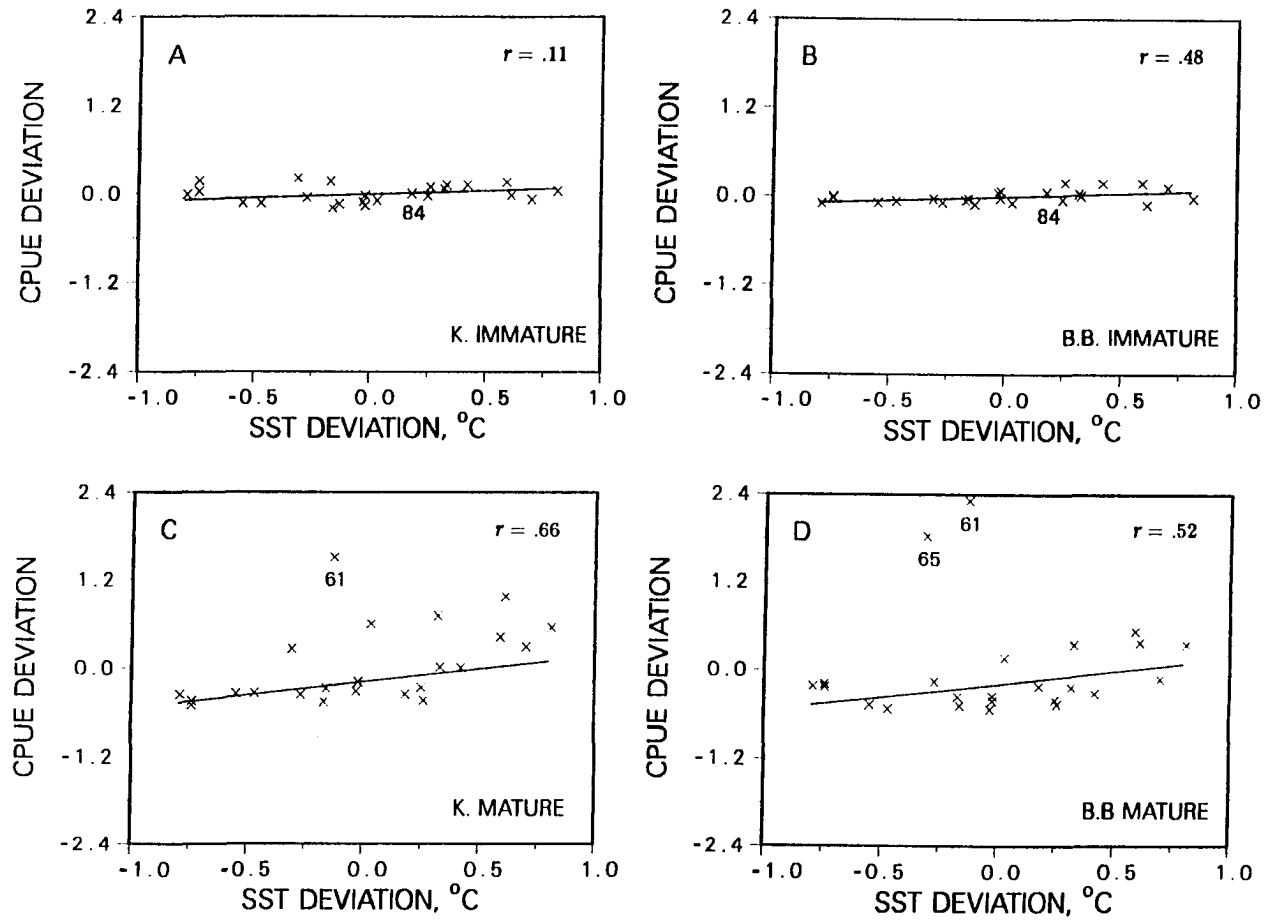 A
r = .11
CPUE DEVIATION
2.4
1.2
0.0
-1.2
-2.4
84
K. IMMATURE
-1.0 -0.5 0.0 0.5 1.0
SST DEVIATION, °C
B
r = .48
CPUE DEVIATION
2.4
1.2
0.0
-1.2
-2.4
84
B.B. IMMATURE
-1.0 -0.5 0.0 0.5 1.0
SST DEVIATION, °C
C
r = .66
CPUE DEVIATION
2.4
1.2
0.0
-1.2
-2.4
61
K. MATURE
-1.0 -0.5 0.0 0.5 1.0
SST DEVIATION, °C
D
r = .52
CPUE DEVIATION
2.4
1.2
0.0
-1.2
-2.4
61
65
B.B MATURE
-1.0 -0.5 0.0 0.5 1.0
SST DEVIATION, °C